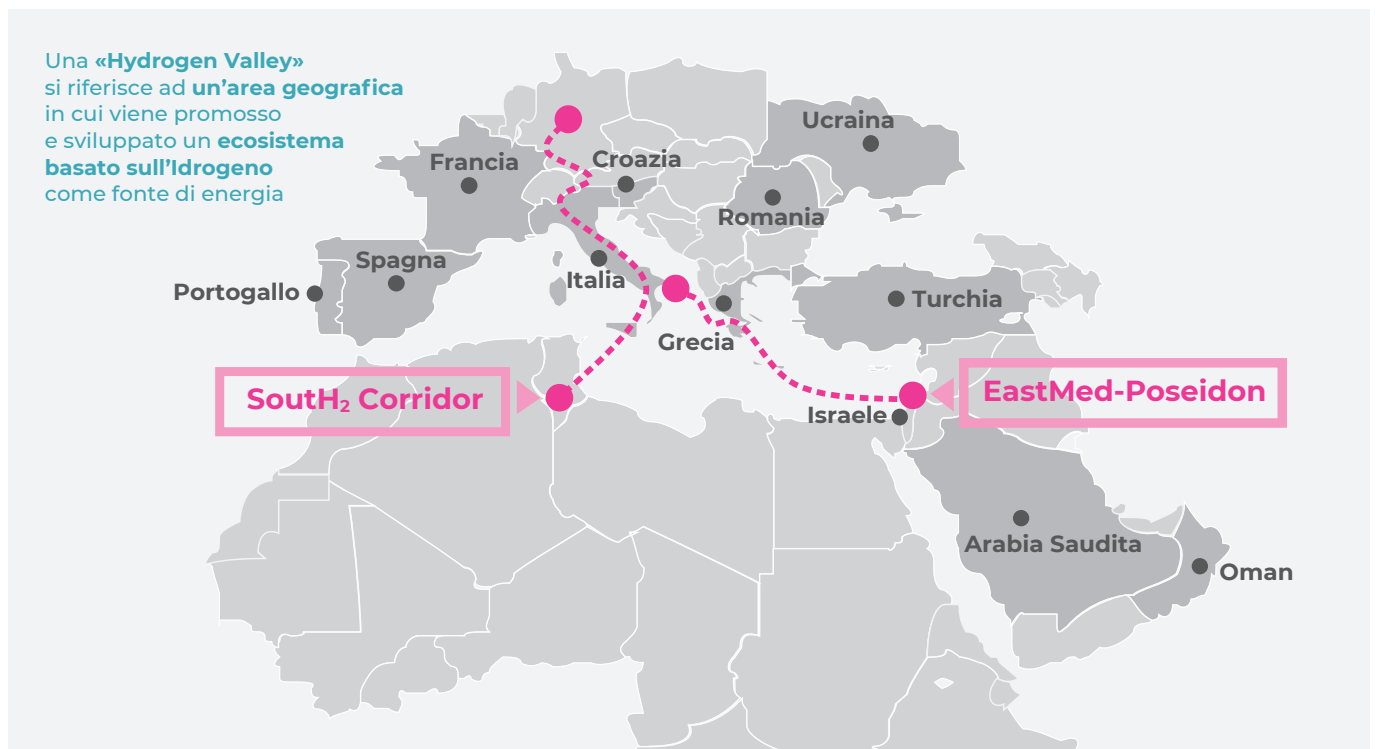 Una «Hydrogen Valley»
si riferisce ad un'area geografica
in cui viene promosso
e sviluppato un ecosistema
basato sull'Idrogeno
come fonte di energia
Ucraina
Francia
Croazia
Romania
Spagna
Italia
Portogallo
Turchia
Grecia
SoutH₂ Corridor
EastMed-Poseidon
Israele
Arabia Saudita
Oman